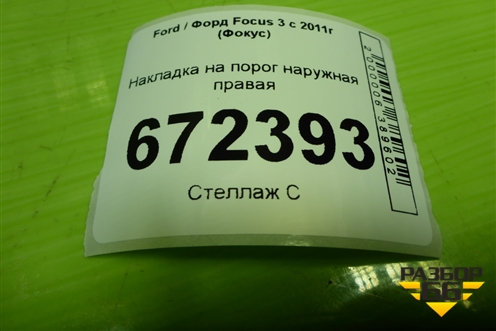 Ford / Форд Focus 3 с 2011г
(Фокус)
Накладка на порог наружная
правая
672393
Стеллаж С
2000006389602
РАЗБОР
66